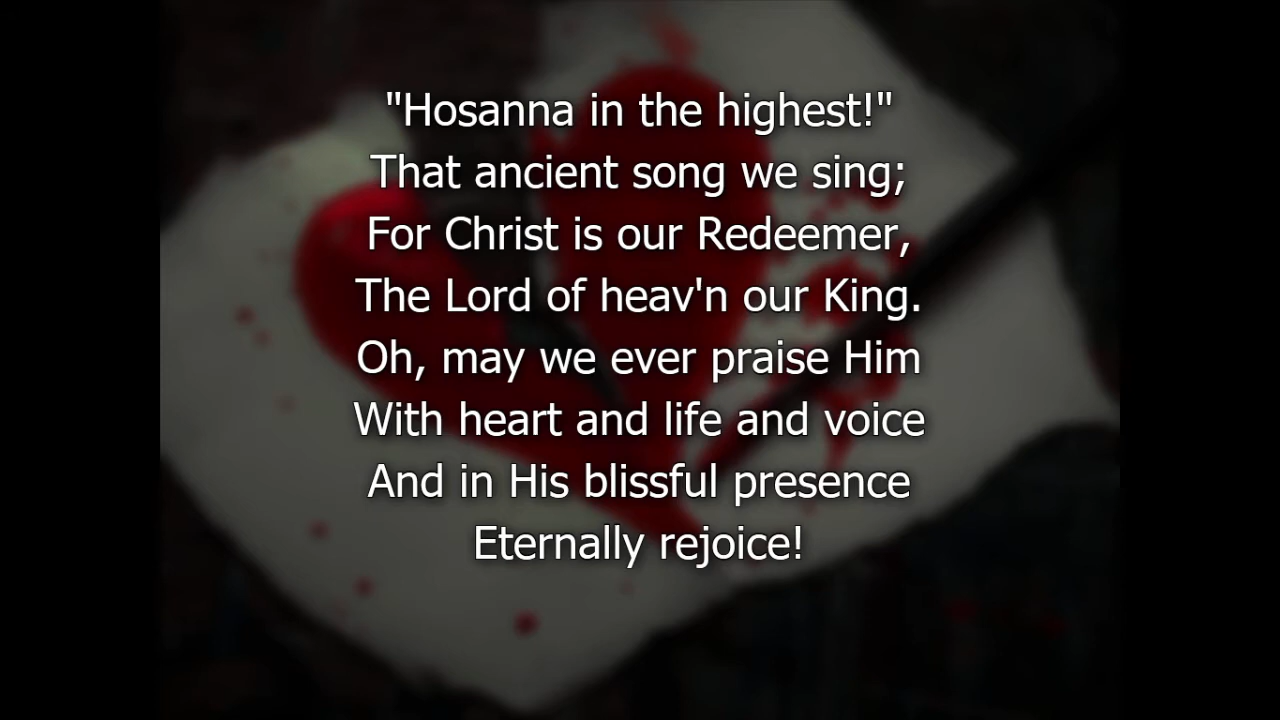 "Hosanna in the highest!"
That ancient song we sing;
For Christ is our Redeemer,
The Lord of heav'n our King.
Oh, may we ever praise Him
With heart and life and voice
And in His blissful presence
Eternally rejoice!